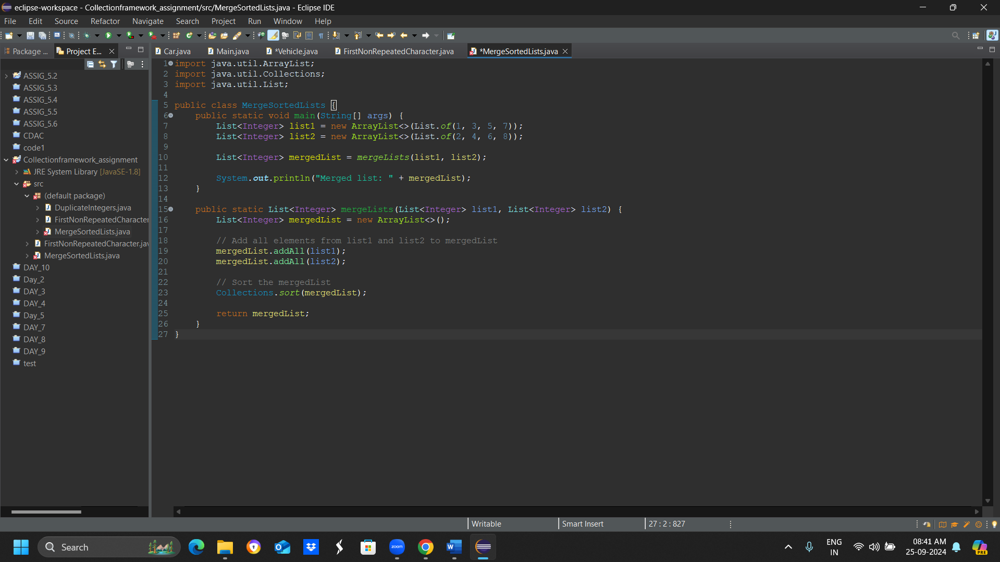 eclipse-workspace - Collectionframework_assignment/src/MergeSortedLists.java - Eclipse IDE
File Edit Source Refactor Navigate Search Project Run Window Help
Package ... Project E... Car.java Main.java *Vehicle.java FirstNonRepeatedCharacter.java *MergeSortedLists.java
ASSIG_5.2
ASSIG_5.3
ASSIG_5.4
ASSIG_5.5
ASSIG_5.6
CDAC
code1
Collectionframework_assignment
JRE System Library [JavaSE-1.8]
src
(default package)
DuplicateIntegers.java
FirstNonRepeatedCharacter
MergeSortedLists.java
FirstNonRepeatedCharacter.jav
MergeSortedLists.java
DAY_10
Day_2
DAY_3
DAY_4
Day_5
DAY_7
DAY_8
DAY_9
test
1 import java.util.ArrayList;
2 import java.util.Collections;
3 import java.util.List;
4
5 public class MergeSortedLists {
6 public static void main(String[] args) {
7 List<Integer> list1 = new ArrayList<>(List.of(1, 3, 5, 7));
8 List<Integer> list2 = new ArrayList<>(List.of(2, 4, 6, 8));
9
10 List<Integer> mergedList = mergeLists(list1, list2);
11
12 System.out.println("Merged list: " + mergedList);
13 }
14
15 public static List<Integer> mergeLists(List<Integer> list1, List<Integer> list2) {
16 List<Integer> mergedList = new ArrayList<>();
17
18 // Add all elements from list1 and list2 to mergedList
19 mergedList.addAll(list1);
20 mergedList.addAll(list2);
21
22 // Sort the mergedList
23 Collections.sort(mergedList);
24
25 return mergedList;
26 }
27 }
Writable Smart Insert 27 : 2 : 827
Search zoom W ENG 08:41 AM
IN 25-09-2024 PRE